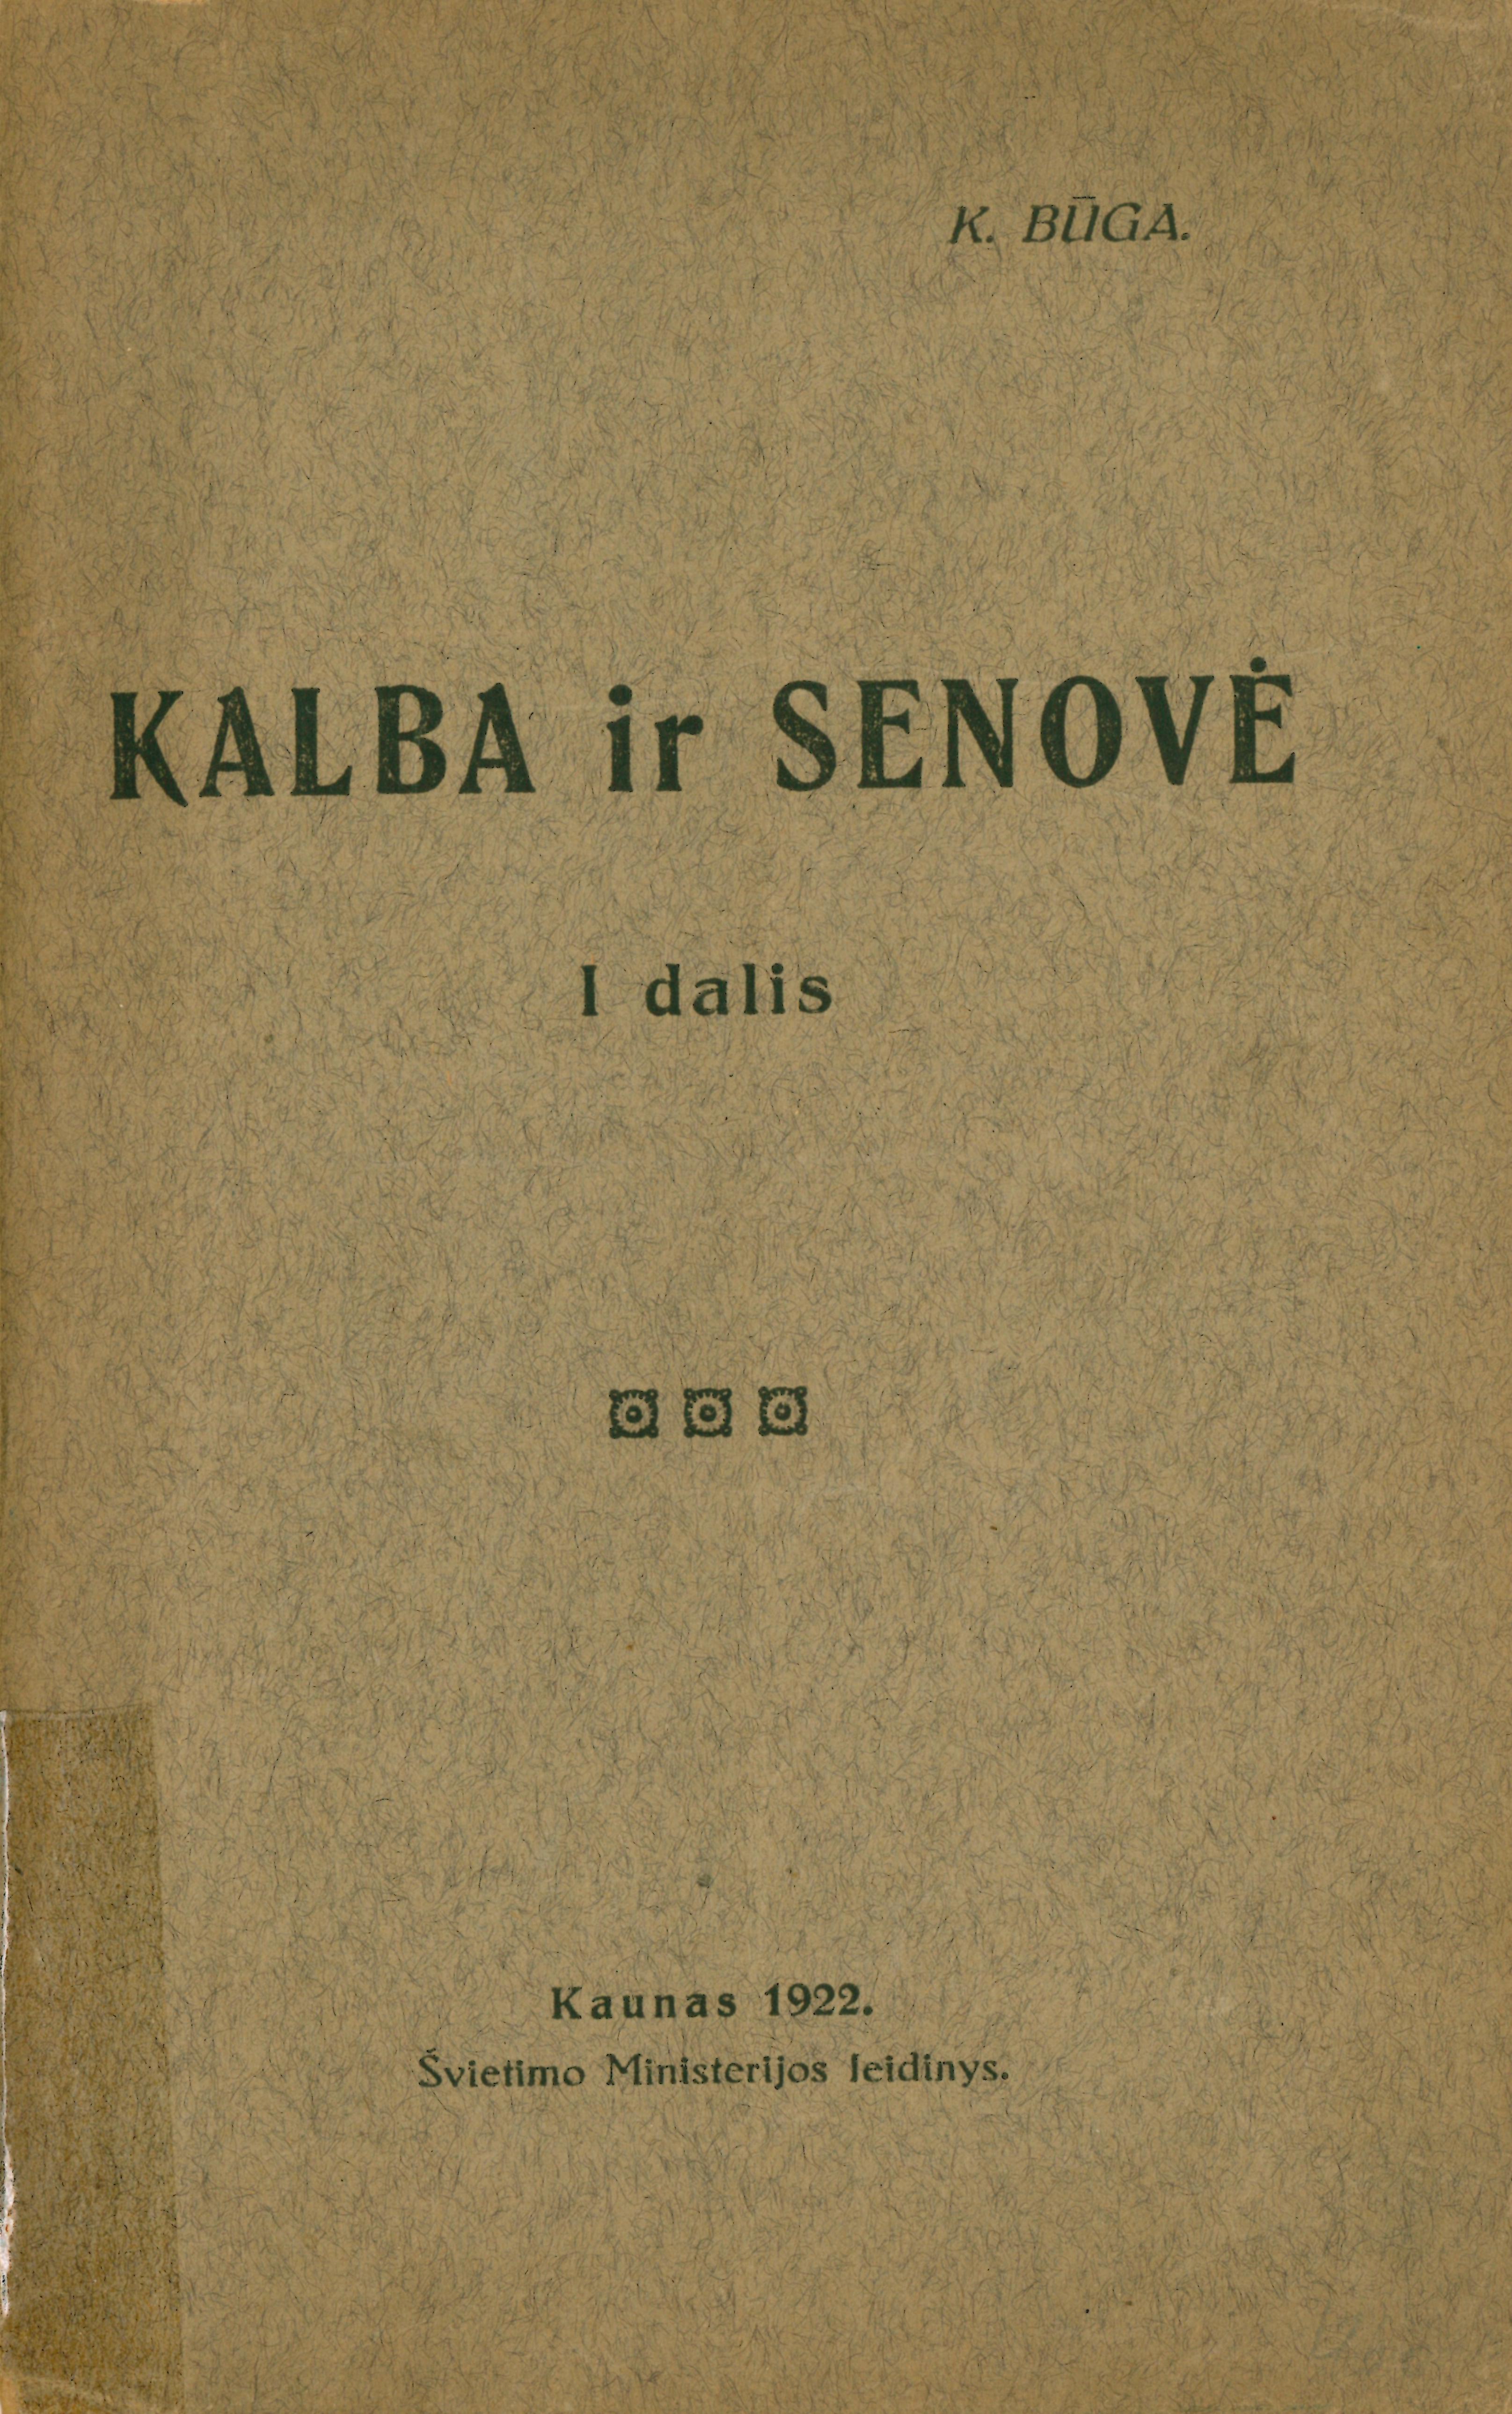 K. BŪGA.
KALBA ir SENOVĖ
I dalis
Kaunas 1922.
Švietimo Ministerijos leidinys.